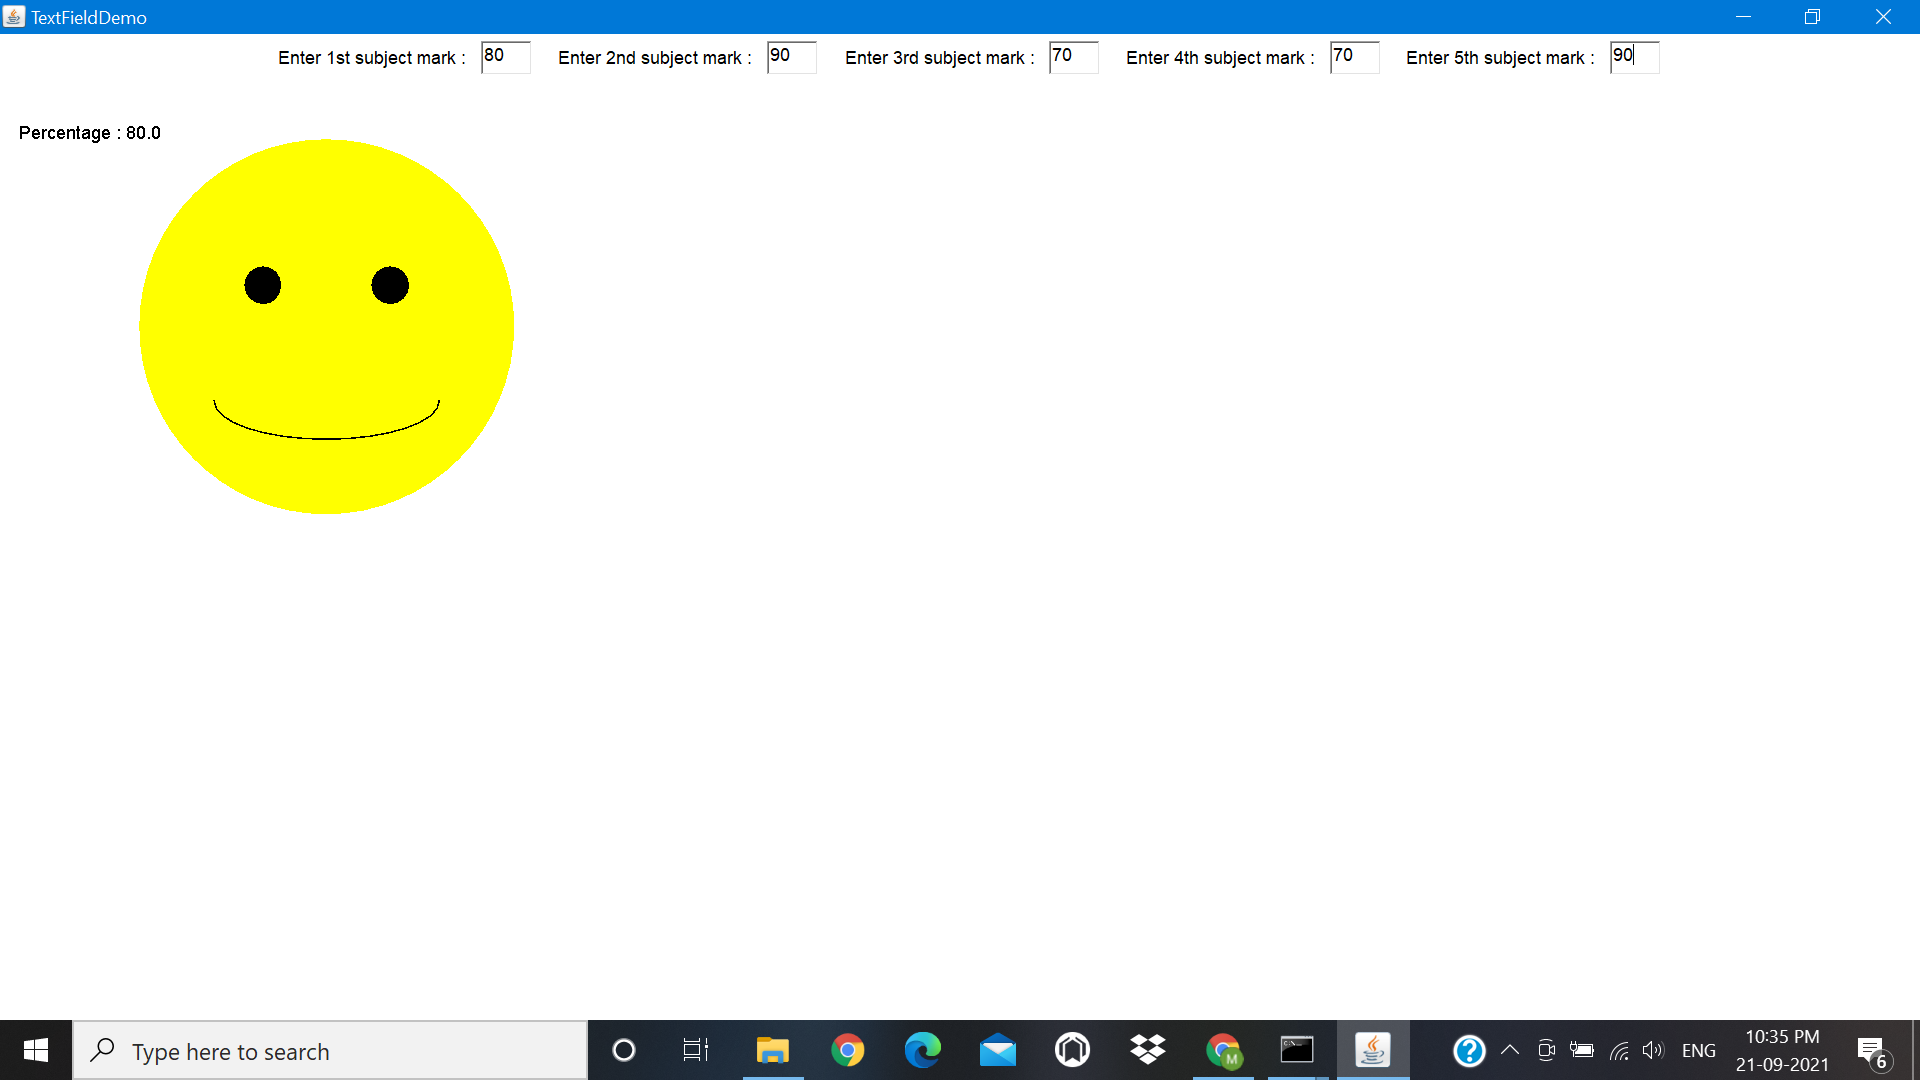 TextFieldDemo
Enter 1st subject mark : 80 Enter 2nd subject mark : 90 Enter 3rd subject mark : 70 Enter 4th subject mark : 70 Enter 5th subject mark : 90
Percentage : 80.0
Type here to search
M
C:\_
ENG
10:35 PM
21-09-2021
6